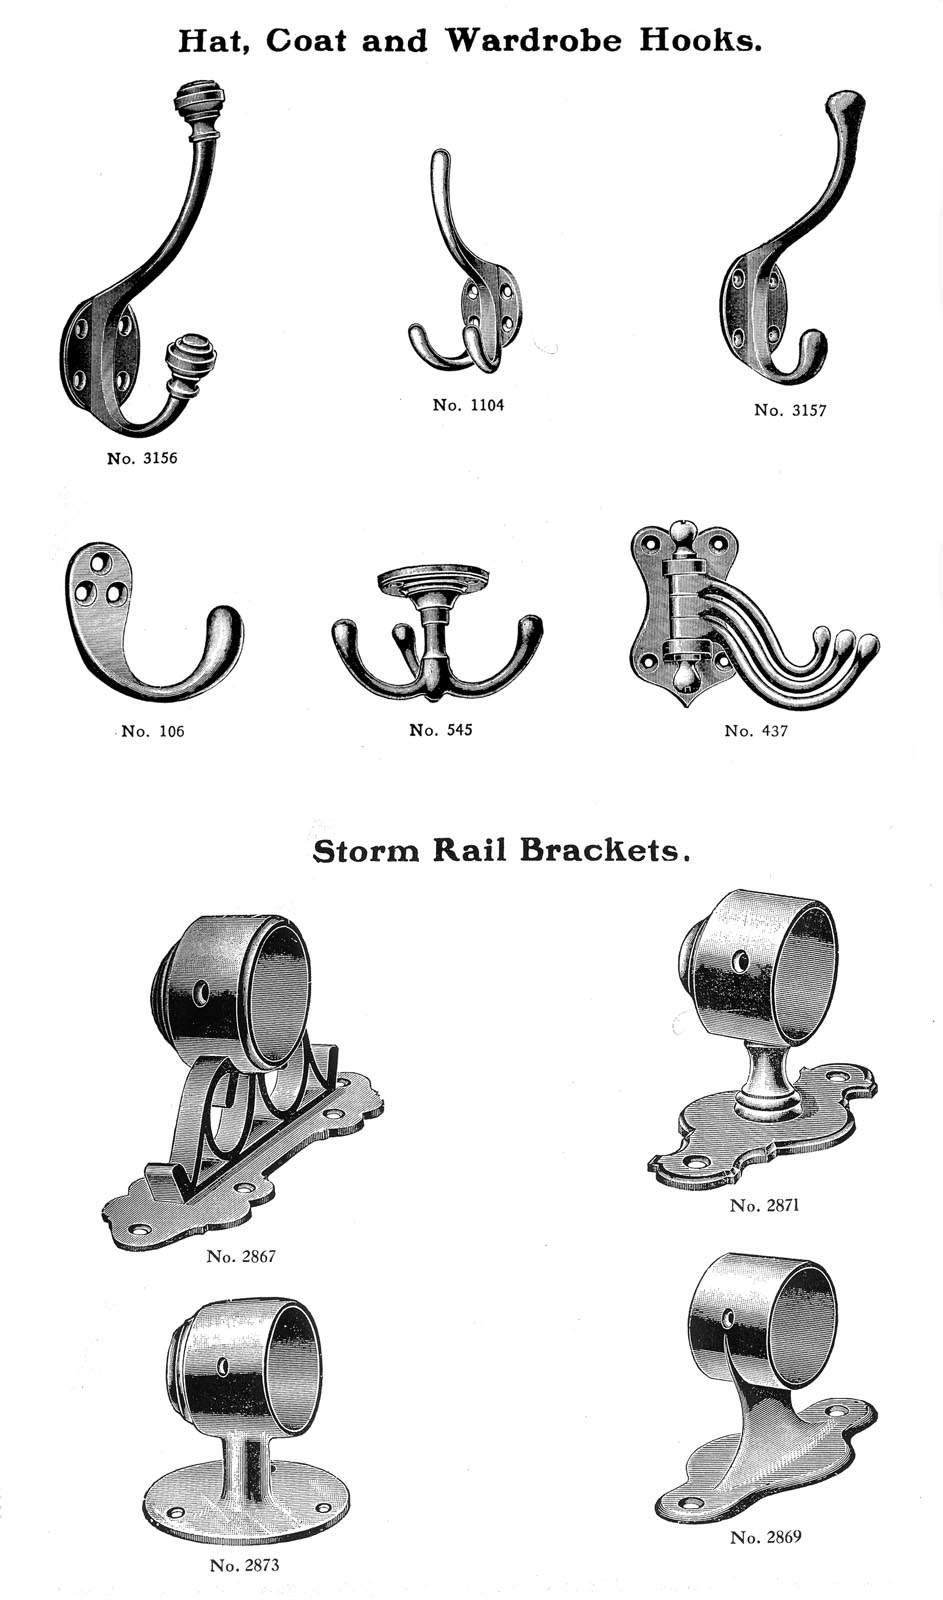 Hat, Coat and Wardrobe Hooks.
No. 1104
No. 3157
No. 3156
No. 106
No. 545
No. 437
Storm Rail Brackets.
No. 2871
No. 2867
No. 2869
No. 2873